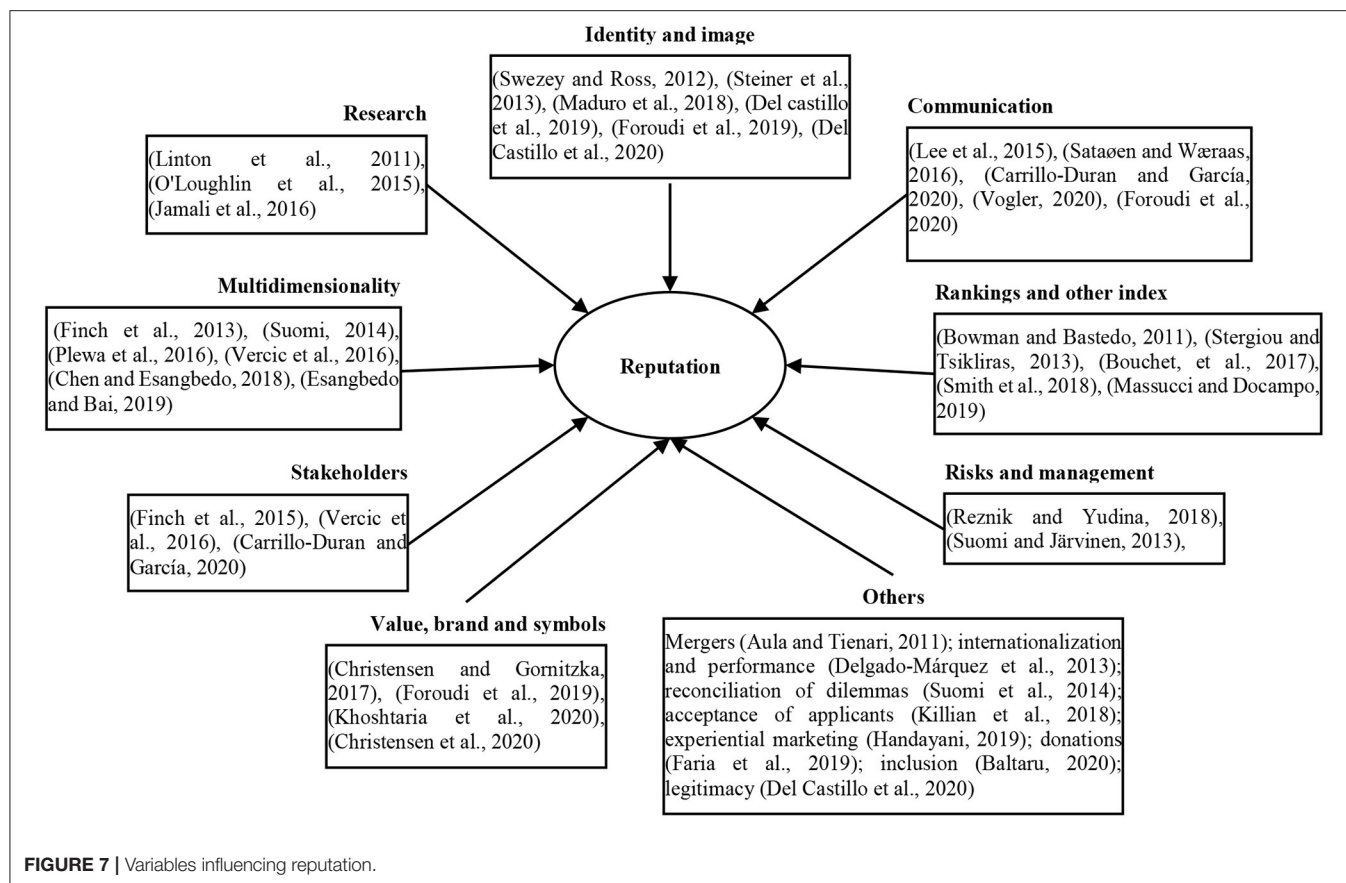 Identity and image
(Swezey and Ross, 2012), (Steiner et al.,
2013), (Maduro et al., 2018), (Del castillo
et al., 2019), (Foroudi et al., 2019), (Del
Castillo et al., 2020)
Research
(Linton et al., 2011),
(O'Loughlin et al., 2015),
(Jamali et al., 2016)
Communication
(Lee et al., 2015), (Sataøen and Wæraas,
2016), (Carrillo-Duran and García,
2020), (Vogler, 2020), (Foroudi et al.,
2020)
Multidimensionality
(Finch et al., 2013), (Suomi, 2014),
(Plewa et al., 2016), (Vercic et al., 2016),
(Chen and Esangbedo, 2018), (Esangbedo
and Bai, 2019)
Reputation
Rankings and other index
(Bowman and Bastedo, 2011), (Stergiou and
Tsikliras, 2013), (Bouchet, et al., 2017),
(Smith et al., 2018), (Massucci and Docampo,
2019)
Stakeholders
(Finch et al., 2015), (Vercic et
al., 2016), (Carrillo-Duran and
García, 2020)
Risks and management
(Reznik and Yudina, 2018),
(Suomi and Järvinen, 2013),
Value, brand and symbols
(Christensen and Gornitzka,
2017), (Foroudi et al., 2019),
(Khoshtaria et al., 2020),
(Christensen et al., 2020)
Others
Mergers (Aula and Tienari, 2011); internationalization
and performance (Delgado-Márquez et al., 2013);
reconciliation of dilemmas (Suomi et al., 2014);
acceptance of applicants (Killian et al., 2018);
experiential marketing (Handayani, 2019); donations
(Faria et al., 2019); inclusion (Baltaru, 2020);
legitimacy (Del Castillo et al., 2020)
FIGURE 7 | Variables influencing reputation.